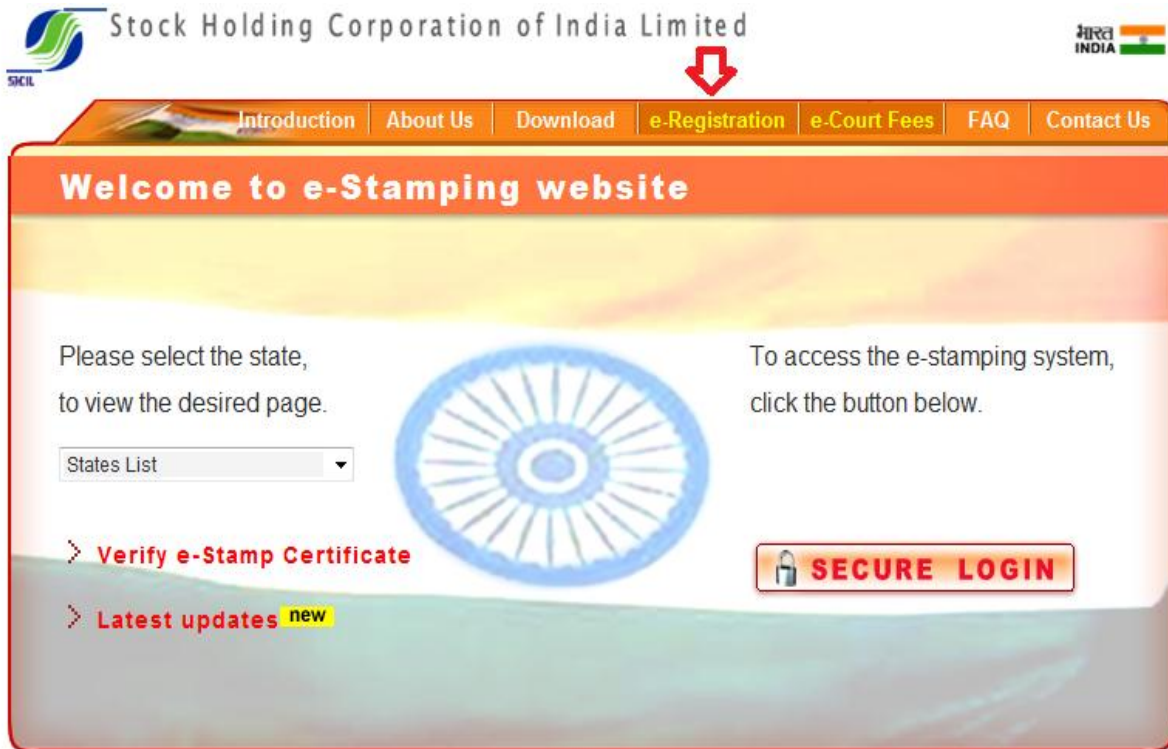 Stock Holding Corporation of India Limited
SHCIL
भारत
INDIA
Introduction About Us Download e-Registration e-Court Fees FAQ Contact Us
Welcome to e-Stamping website
Please select the state,
to view the desired page.
States List
Verify e-Stamp Certificate
Latest updates new
To access the e-stamping system,
click the button below.
SECURE LOGIN